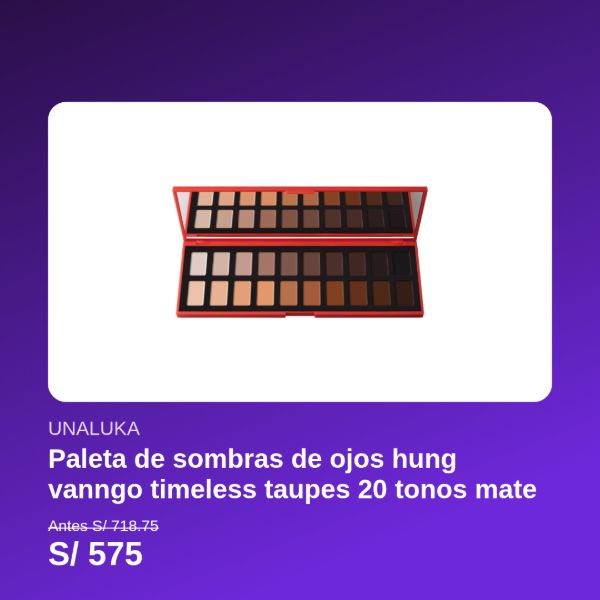 UNALUKA
Paleta de sombras de ojos hung
vanngo timeless taupes 20 tonos mate
Antes S/ 718.75
S/ 575